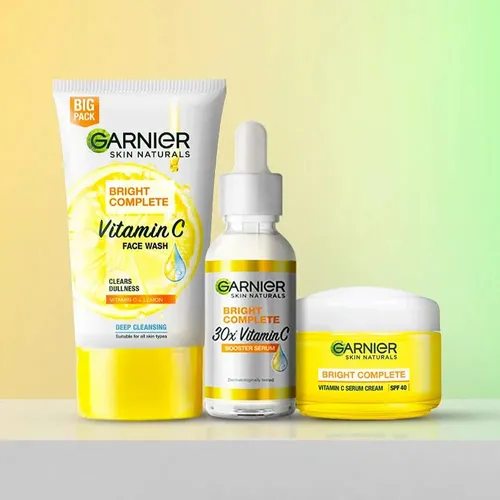 BIG
PACK
GARNIER
SKIN NATURALS
BRIGHT
COMPLETE
Vitamin C
FACE WASH
CLEARS
DULLNESS
VITAMIN C + LEMON
DEEP CLEANSING
Suitable for all skin types
GARNIER
SKIN NATURALS
BRIGHT
COMPLETE
30x Vitamin C
BOOSTER SERUM
Dermatologically tested
GARNIER
SKIN NATURALS
BRIGHT COMPLETE
VITAMIN C SERUM CREAM SPF 40